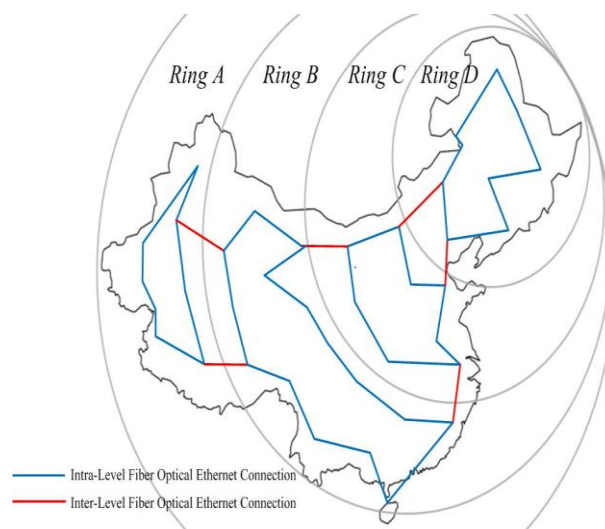 Ring A
Ring B
Ring C
Ring D
Intra-Level Fiber Optical Ethernet Connection
Inter-Level Fiber Optical Ethernet Connection